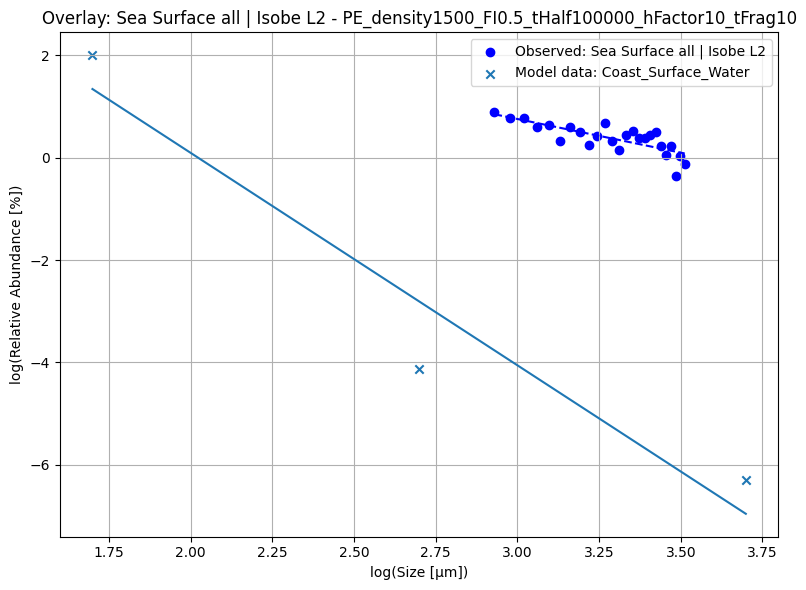 Overlay: Sea Surface all | Isobe L2 - PE_density1500_FI0.5_tHalf100000_hFactor10_tFrag10
Observed: Sea Surface all | Isobe L2
Model data: Coast_Surface_Water
log(Relative Abundance [%])
2
0
−2
−4
−6
1.75 2.00 2.25 2.50 2.75 3.00 3.25 3.50 3.75
log(Size [µm])